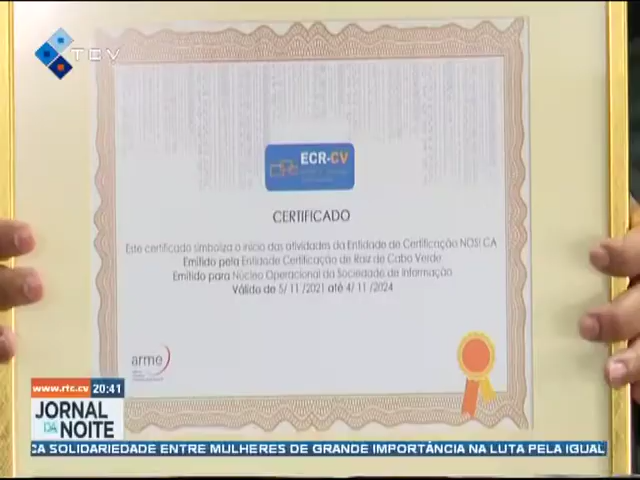 TCV
CERTIFICADO
ECR-CV
CERTIFICADO
Este certificado simboliza o início das atividades da Entidade de Certificação NOSi CA
Emitido pela Entidade Certificação de Raiz de Cabo Verde
Emitido para Núcleo Operacional da Sociedade de Informação
Válido de 5/11/2021 até 4/11/2024
arme
www.rtc.cv 20:41
JORNAL
DA NOITE
CA SOLIDARIEDADE ENTRE MULHERES DE GRANDE IMPORTÂNCIA NA LUTA PELA IGUAL